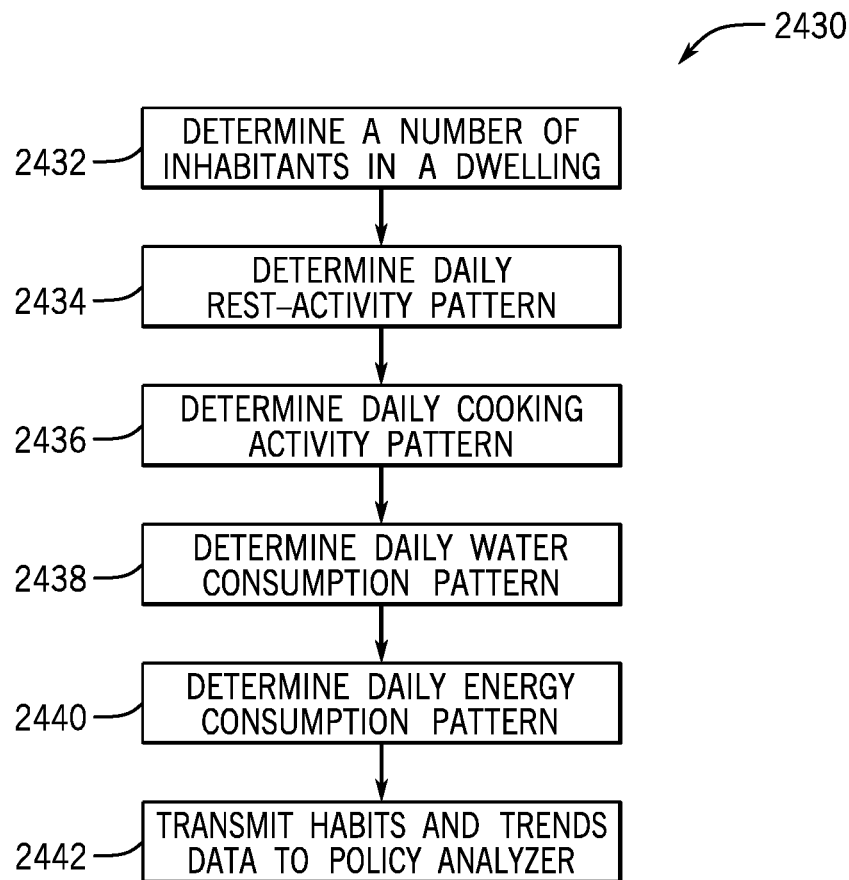 2430
2432
DETERMINE A NUMBER OF
INHABITANTS IN A DWELLING
2434
DETERMINE DAILY
REST–ACTIVITY PATTERN
2436
DETERMINE DAILY COOKING
ACTIVITY PATTERN
2438
DETERMINE DAILY WATER
CONSUMPTION PATTERN
2440
DETERMINE DAILY ENERGY
CONSUMPTION PATTERN
2442
TRANSMIT HABITS AND TRENDS
DATA TO POLICY ANALYZER